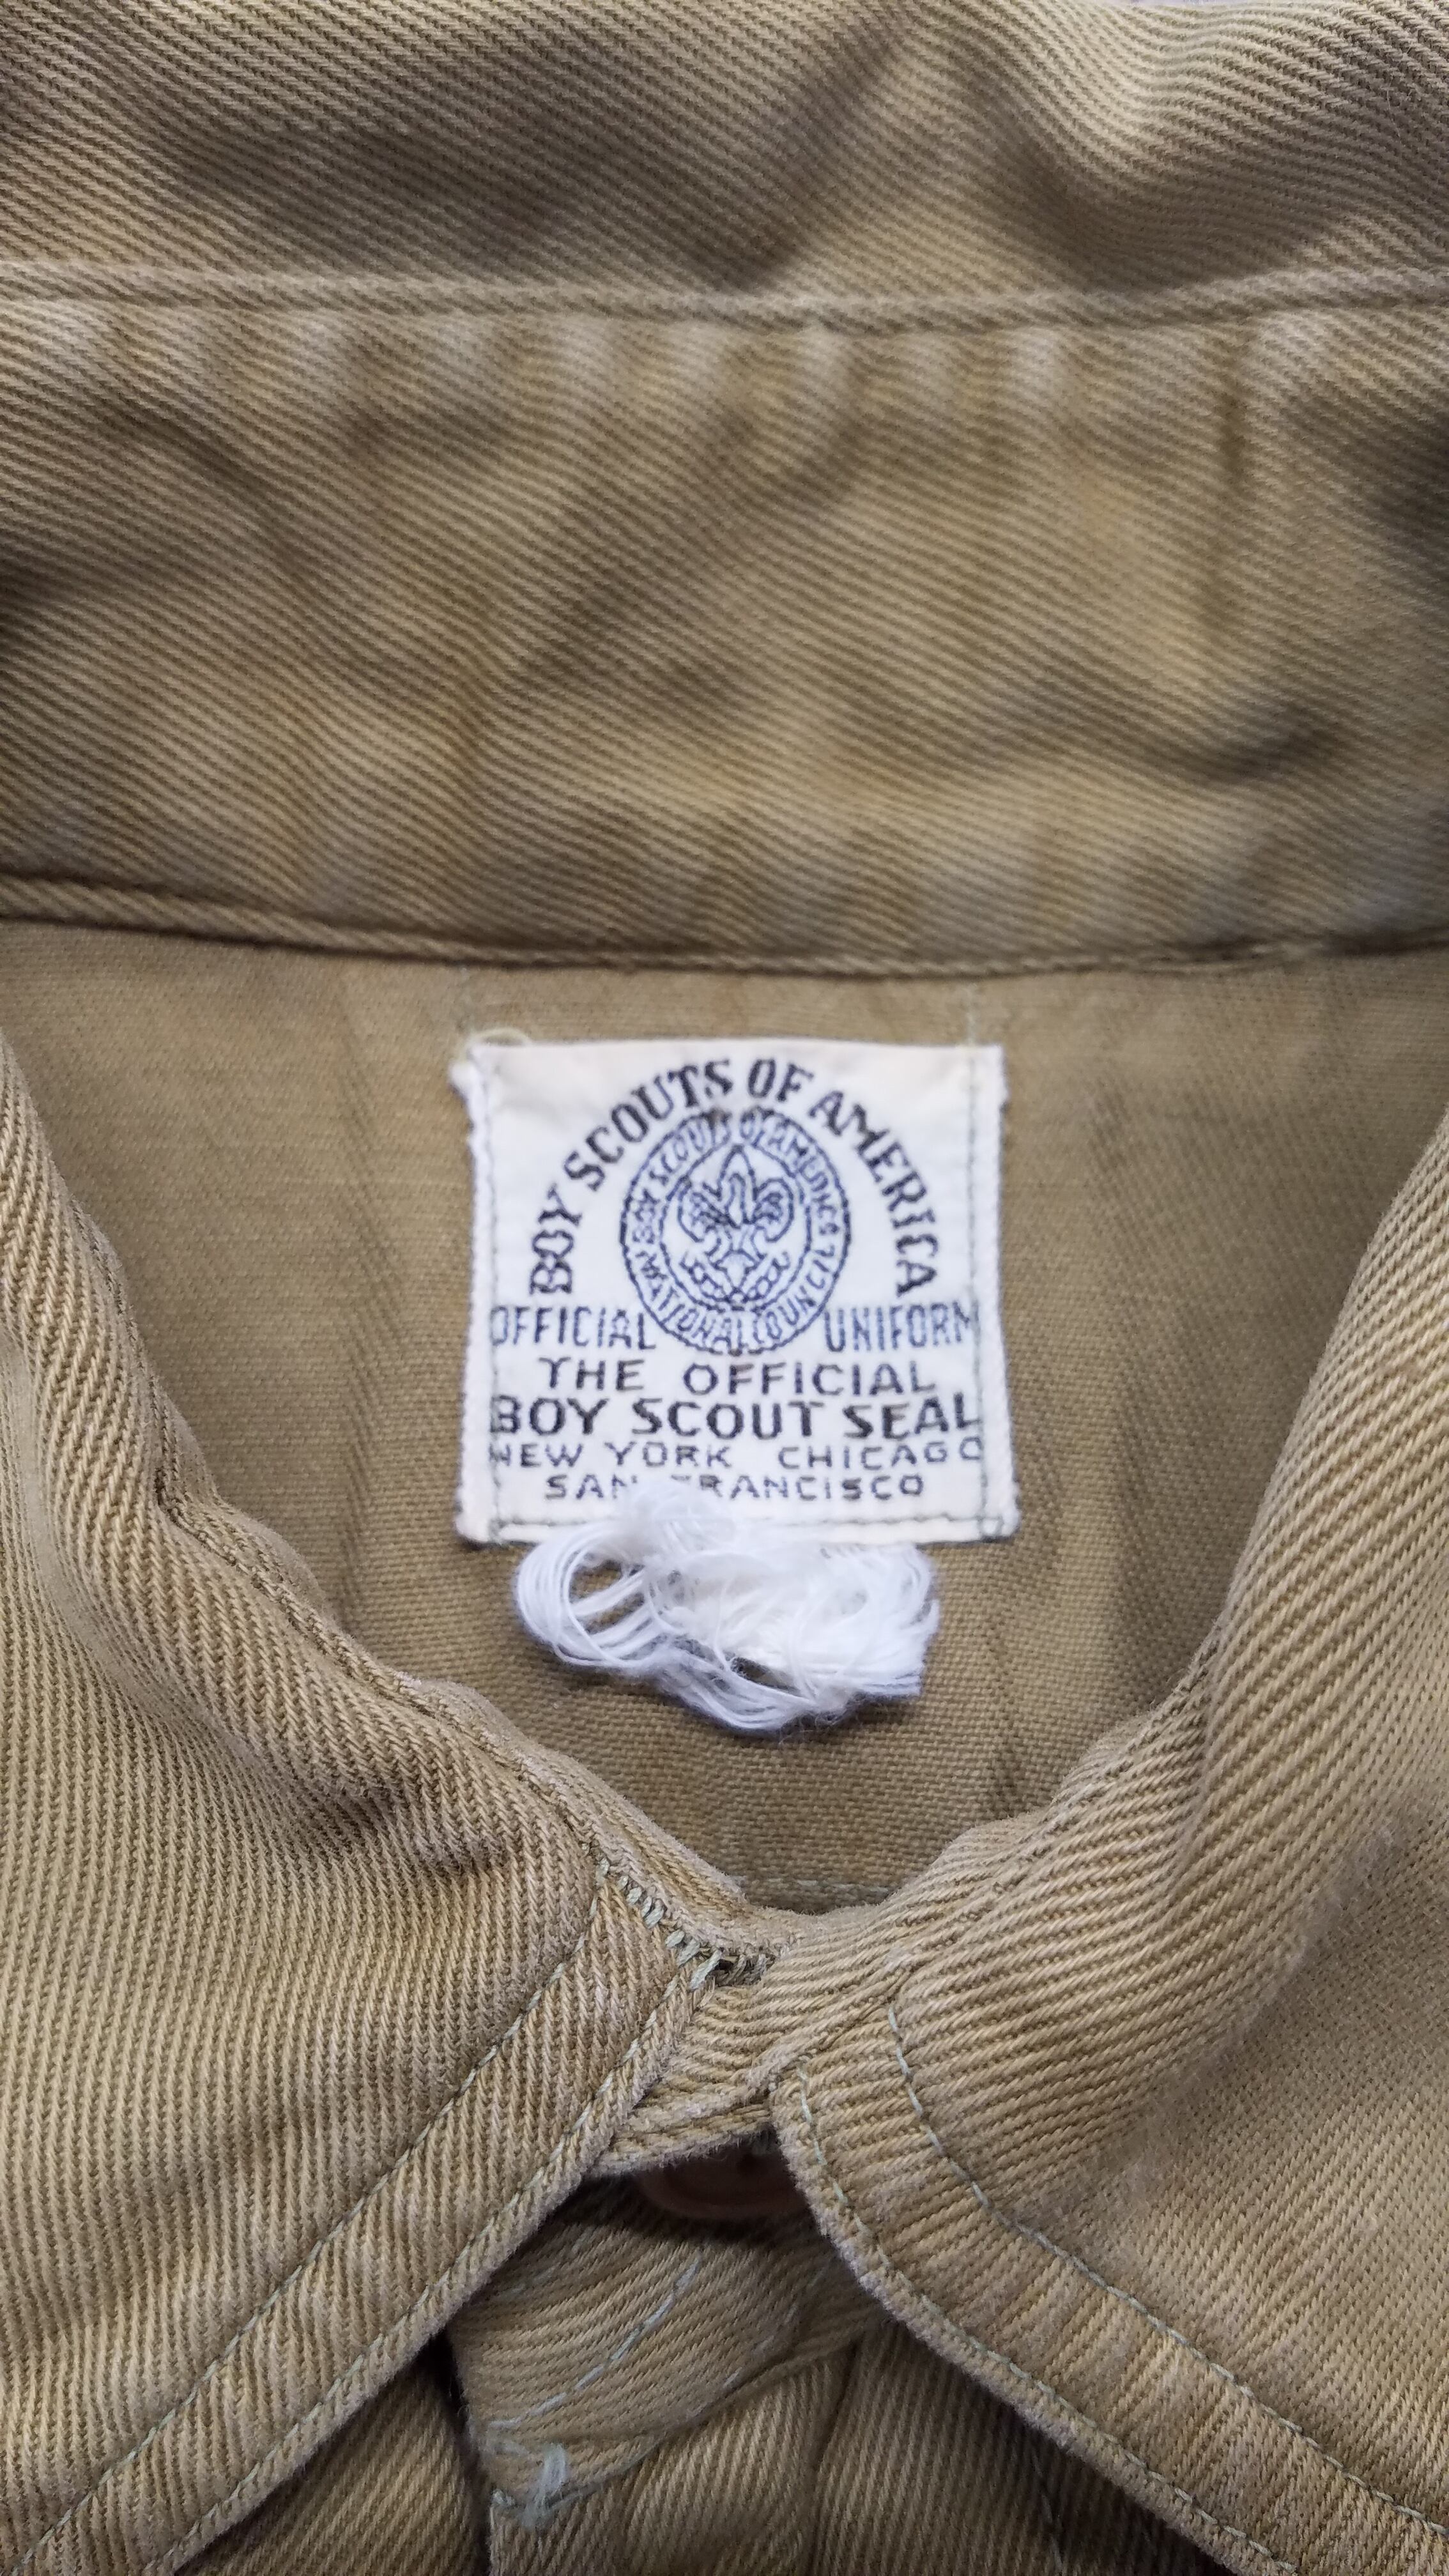 BOY SCOUTS OF AMERICA
BOY SCOUTS OF AMERICA
NATIONAL COUNCIL
OFFICIAL UNIFORM
THE OFFICIAL
BOY SCOUT SEAL
NEW YORK CHICAGO
SAN FRANCISCO